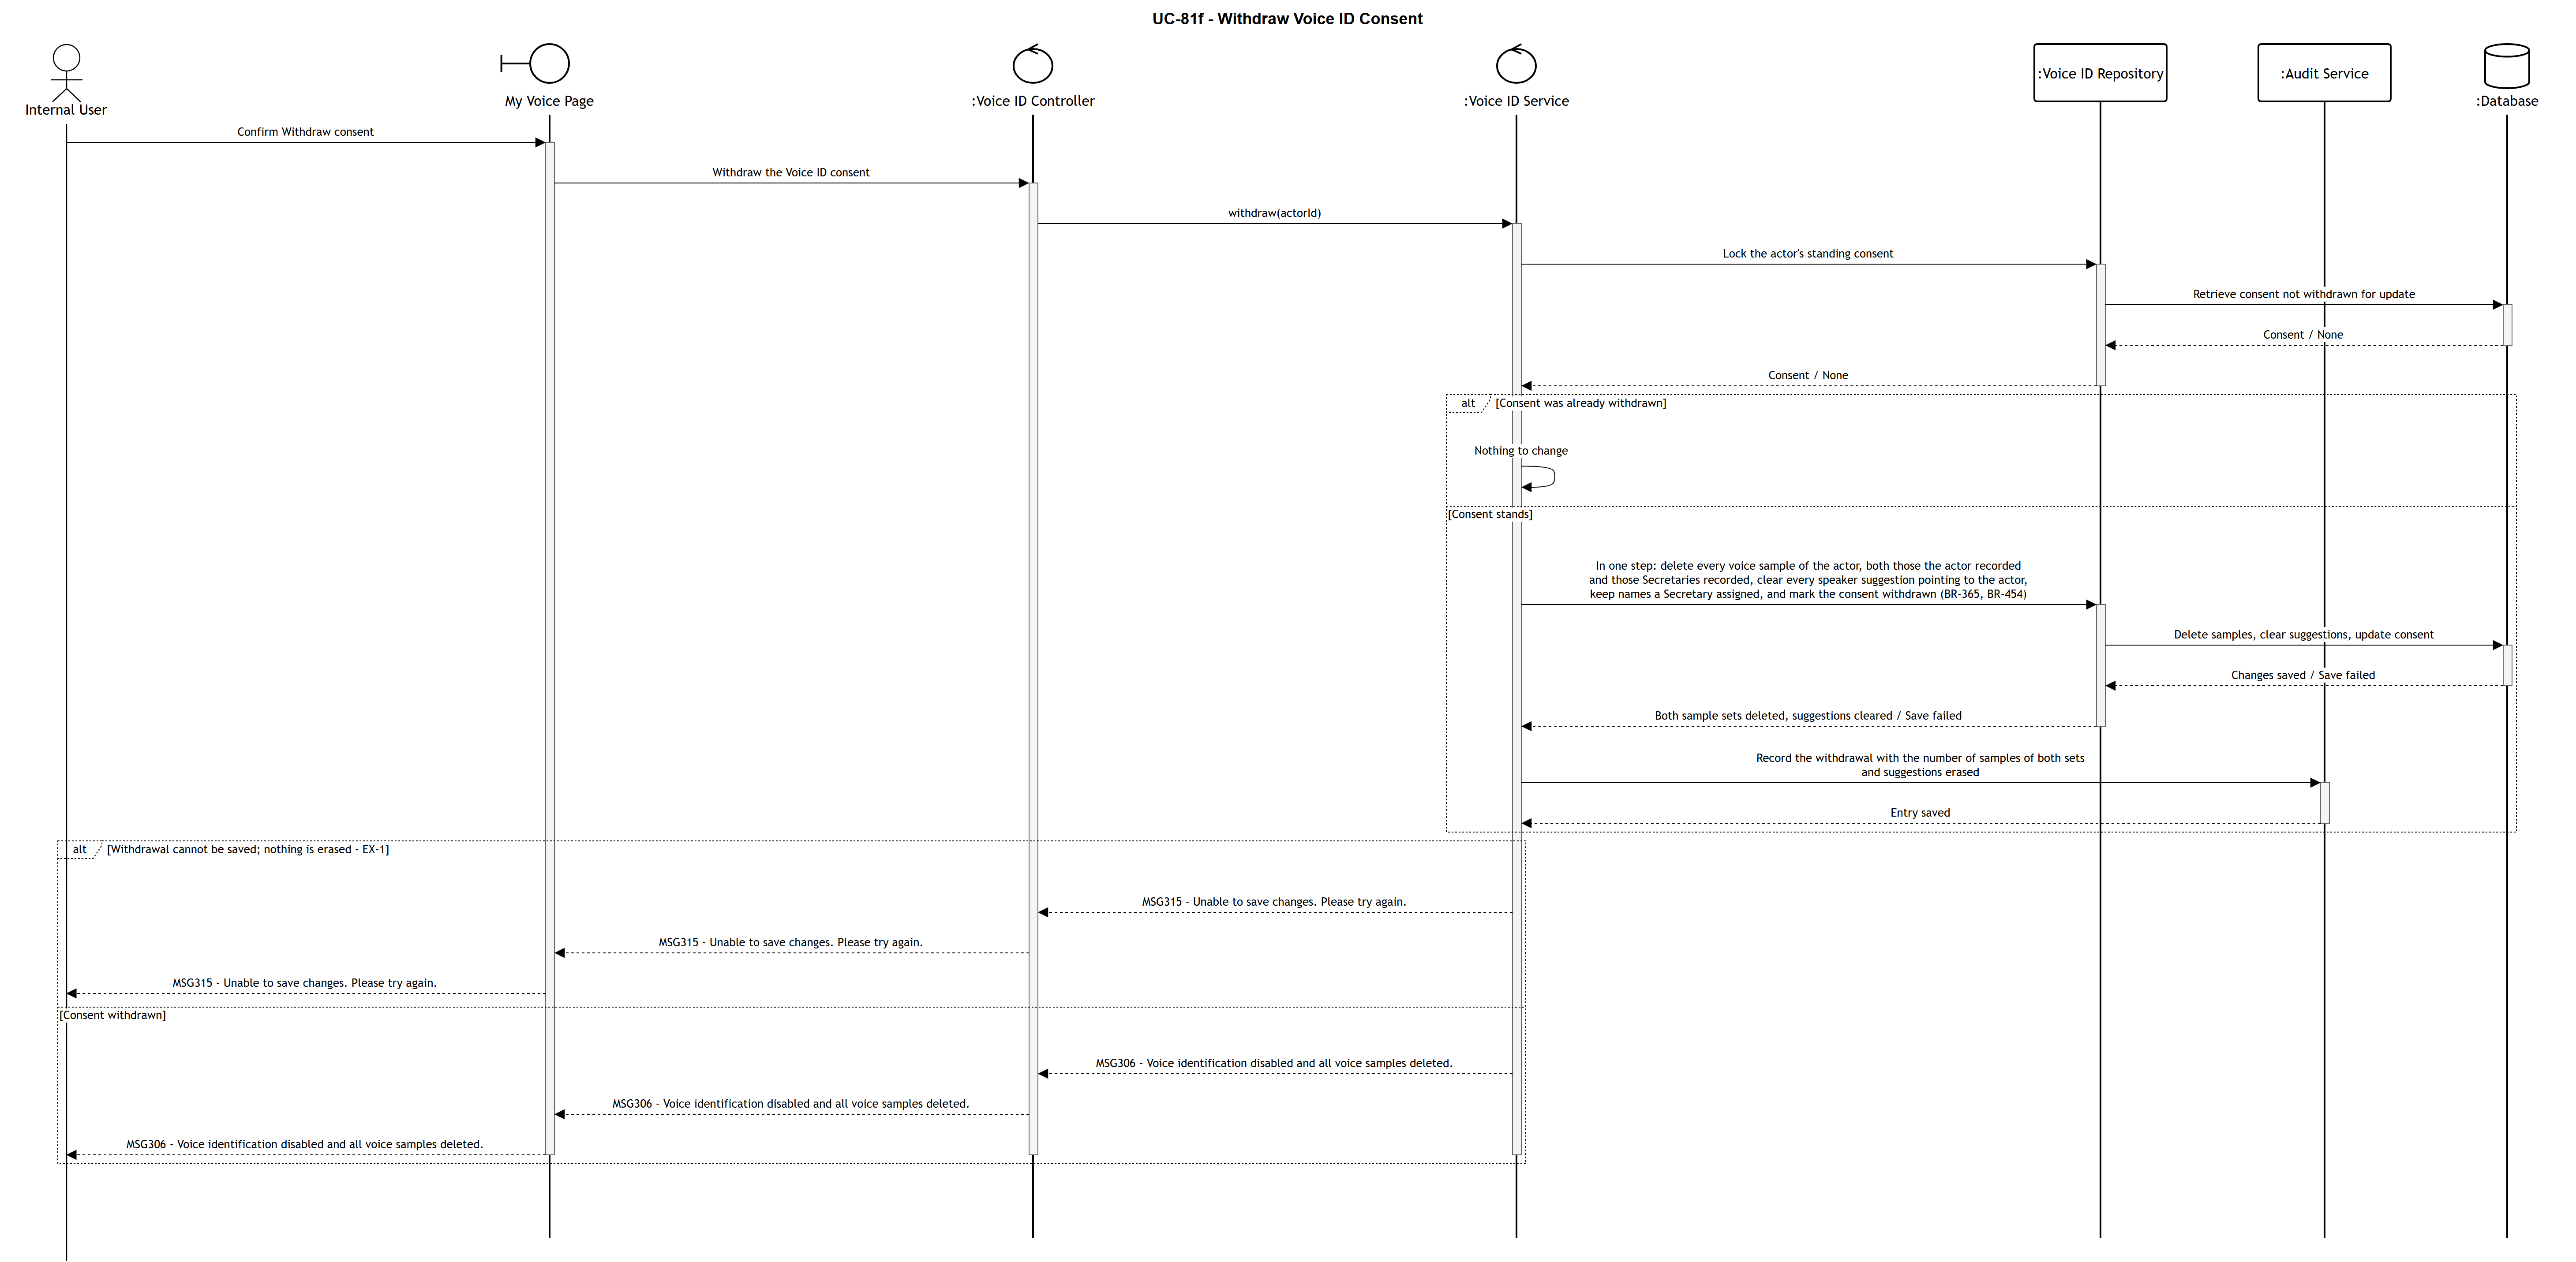 UC-81f - Withdraw Voice ID Consent
Internal User
My Voice Page
:Voice ID Controller
:Voice ID Service
:Voice ID Repository
:Audit Service
:Database
Confirm Withdraw consent
Withdraw the Voice ID consent
withdraw(actorId)
Lock the actor's standing consent
Retrieve consent not withdrawn for update
Consent / None
Consent / None
alt
[Consent was already withdrawn]
Nothing to change
[Consent stands]
In one step: delete every voice sample of the actor, both those the actor recorded
and those Secretaries recorded, clear every speaker suggestion pointing to the actor,
keep names a Secretary assigned, and mark the consent withdrawn (BR-365, BR-454)
Delete samples, clear suggestions, update consent
Changes saved / Save failed
Both sample sets deleted, suggestions cleared / Save failed
Record the withdrawal with the number of samples of both sets
and suggestions erased
Entry saved
alt
[Withdrawal cannot be saved; nothing is erased - EX-1]
MSG315 - Unable to save changes. Please try again.
MSG315 - Unable to save changes. Please try again.
MSG315 - Unable to save changes. Please try again.
[Consent withdrawn]
MSG306 - Voice identification disabled and all voice samples deleted.
MSG306 - Voice identification disabled and all voice samples deleted.
MSG306 - Voice identification disabled and all voice samples deleted.